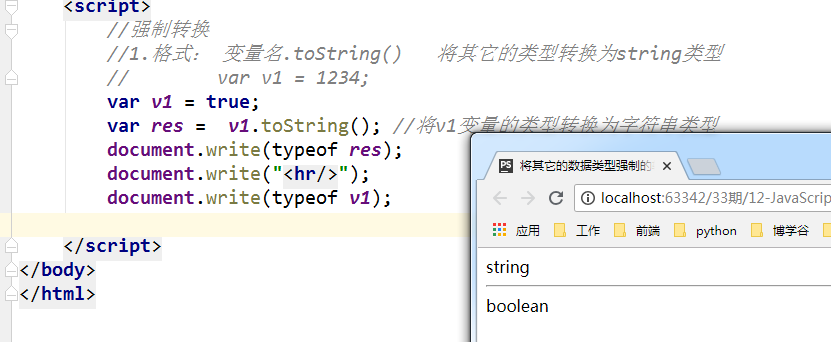 <script>
//强制转换
//1.格式： 变量名.toString()   将其它的类型转换为string类型
//       var v1 = 1234;
var v1 = true;
var res =  v1.toString(); //将v1变量的类型转换为字符串类型
document.write(typeof res);
document.write("<hr/>");
document.write(typeof v1);
</script>
</body>
</html>
PS 将其它的数据类型强制的
localhost:63342/33期/12-JavaScrip
应用 工作 前端 python 博学谷
string
boolean